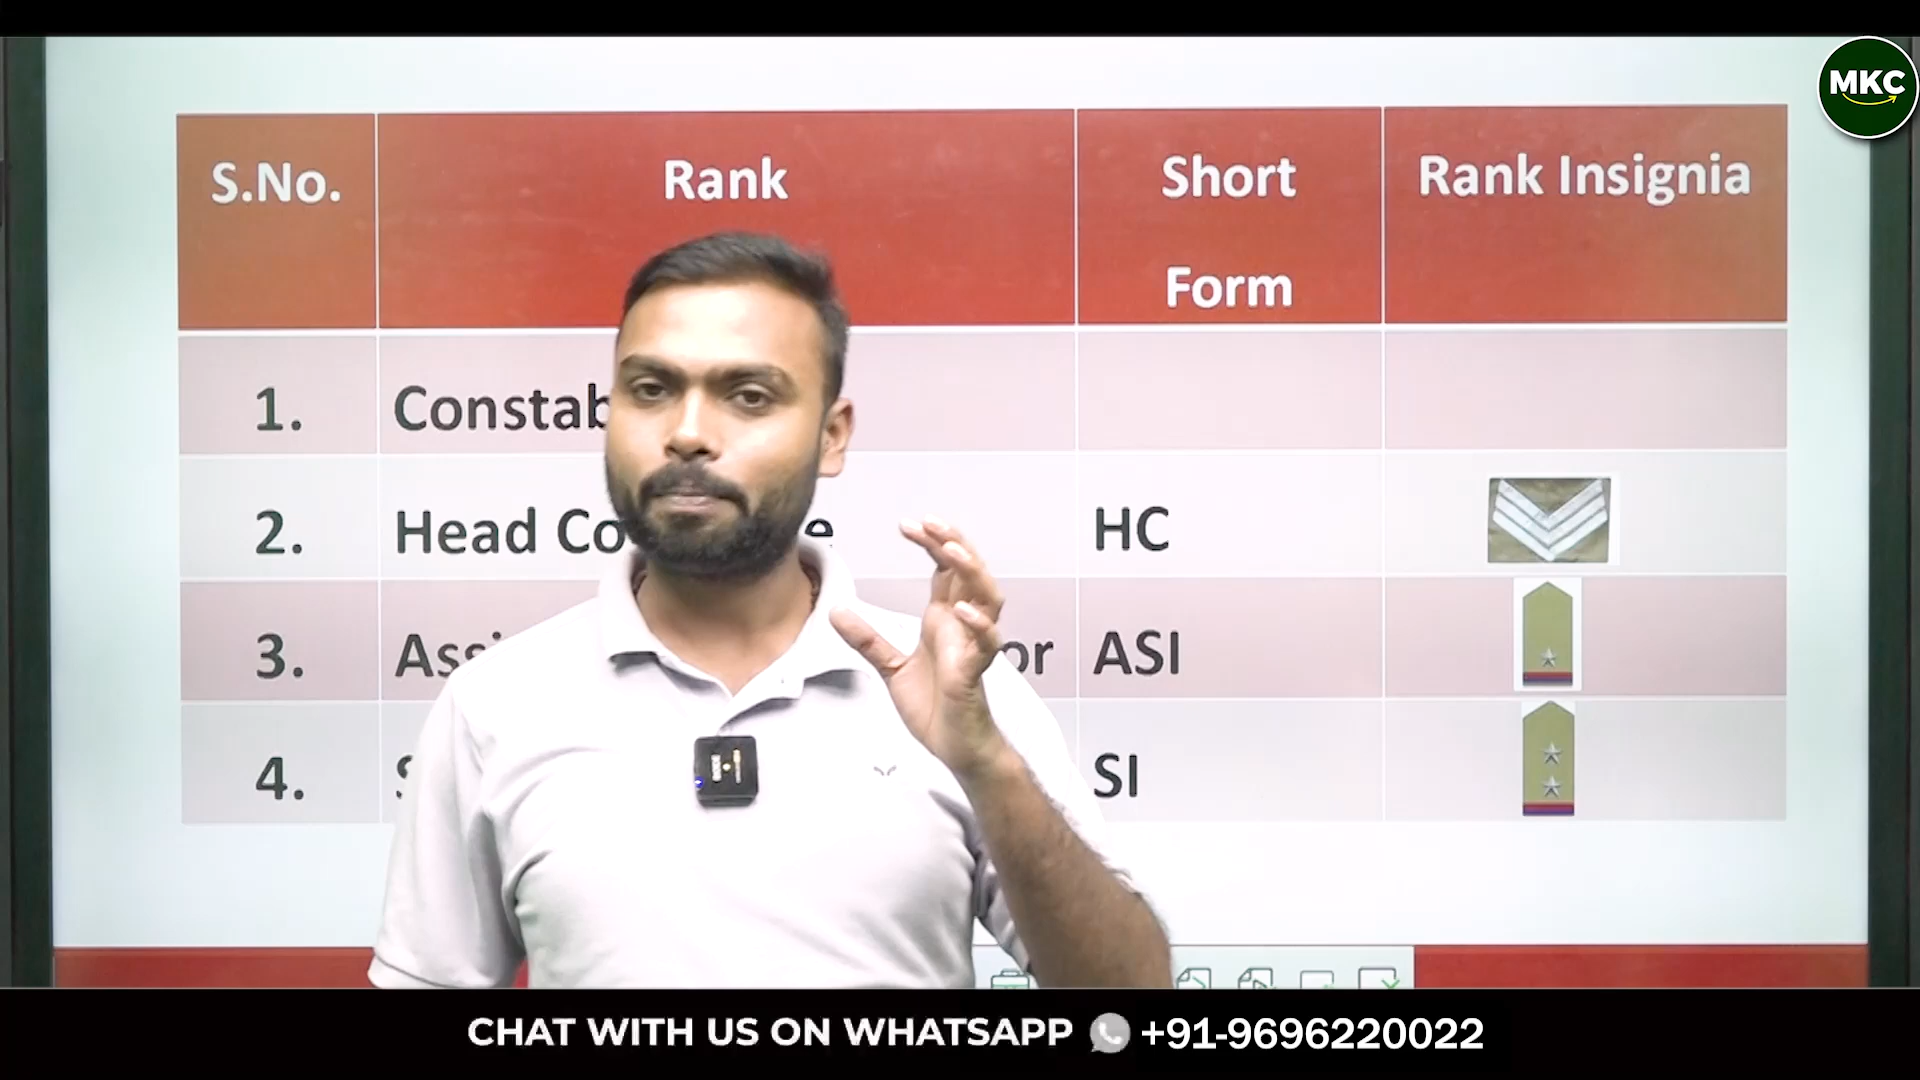 MKC
S.No. Rank Short Form Rank Insignia
1. Constab
2. Head Co e HC
3. Ass or ASI
4. S SI
CHAT WITH US ON WHATSAPP +91-9696220022